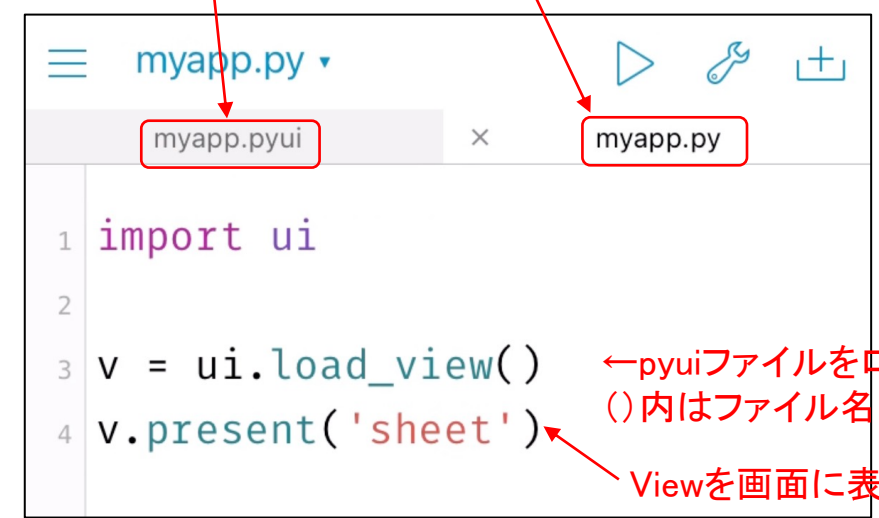 myapp.py
myapp.pyui × myapp.py
1 import ui
2
3 v = ui.load_view() ←pyuiファイルをロ
()内はファイル名
4 v.present('sheet')
Viewを画面に表